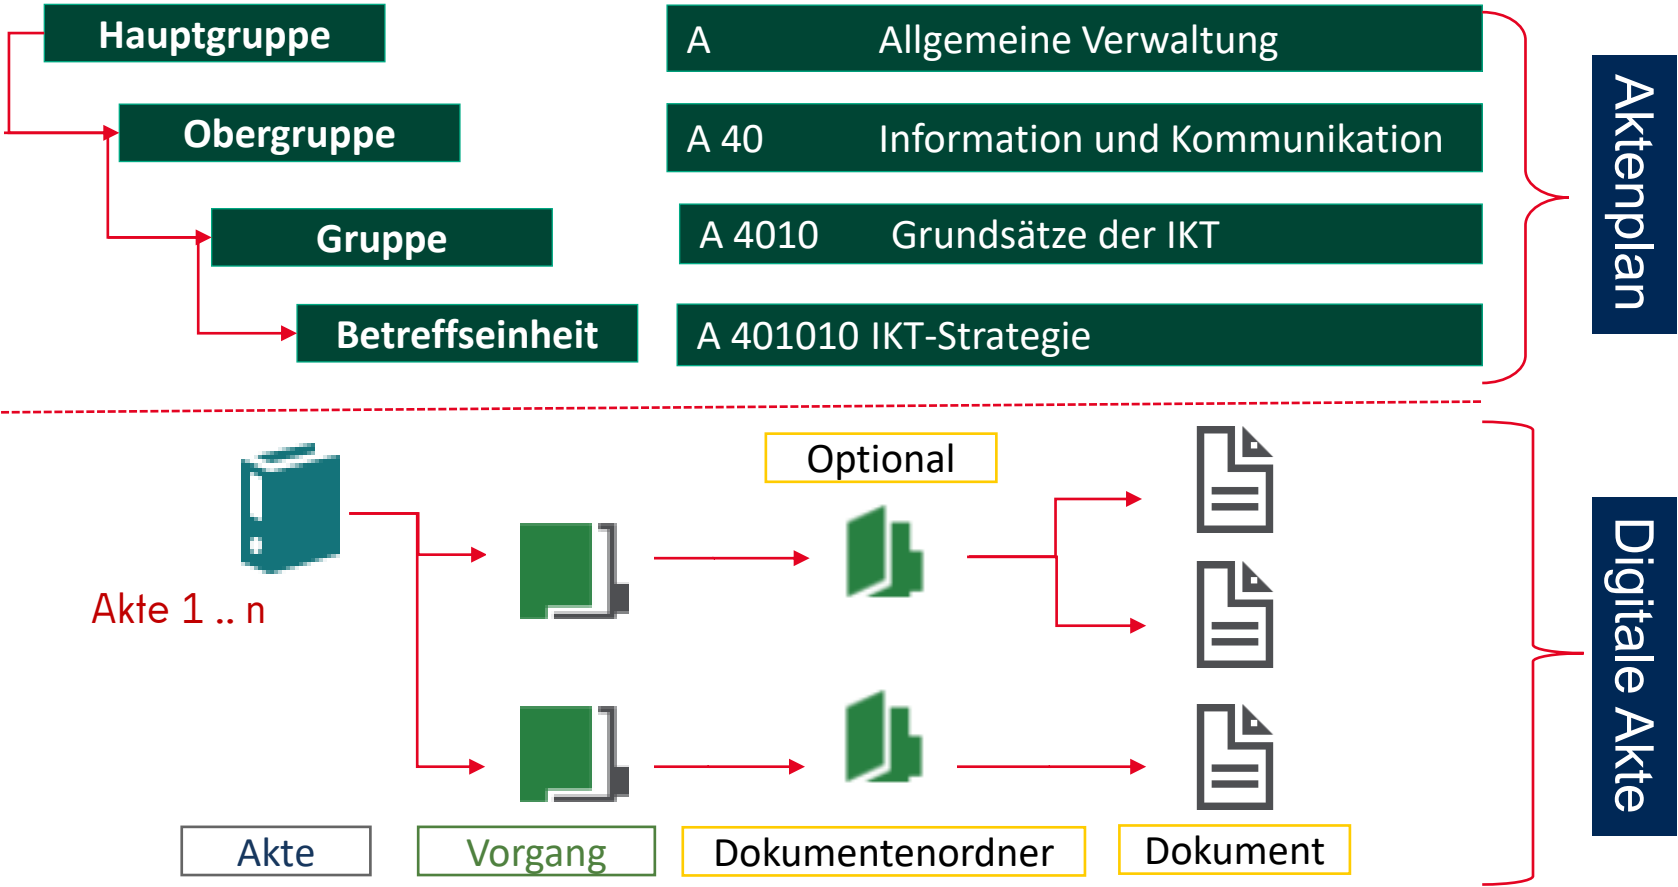 Hauptgruppe
A Allgemeine Verwaltung
Obergruppe
A 40 Information und Kommunikation
Gruppe
A 4010 Grundsätze der IKT
Betreffseinheit
A 401010 IKT-Strategie
Aktenplan
Optional
Akte 1 .. n
Digitale Akte
Akte
Vorgang
Dokumentenordner
Dokument